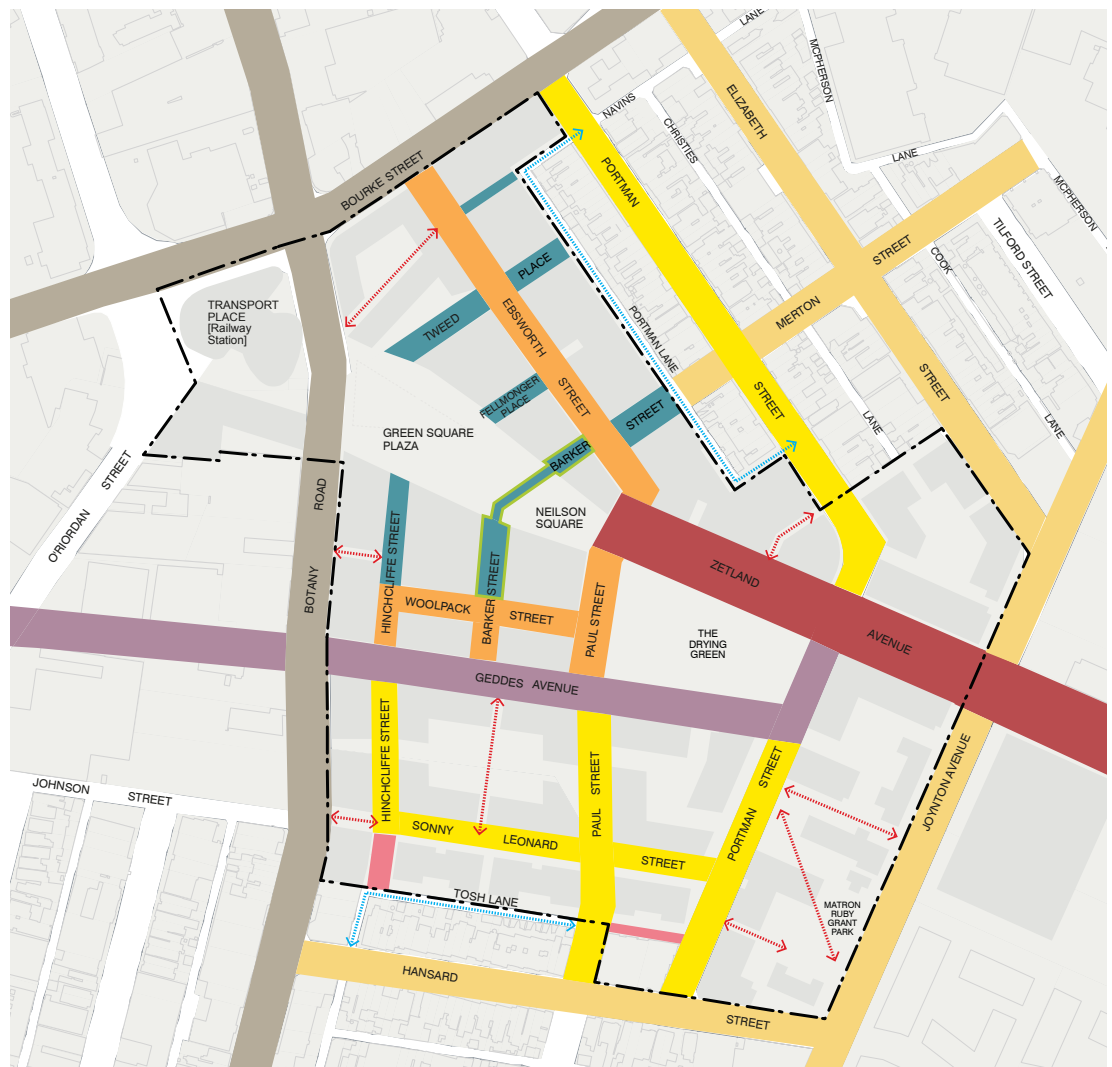 LANE
MCPHERSON
NAVINS
ELIZABETH
CHRISTIES
LANE
BOURKE STREET
PORTMAN
MCPHERSON
TILFORD STREET
STREET
COOK
TRANSPORT
PLACE
[Railway
Station]
PLACE
TWEED
EBSWORTH
STREET
MERTON
PORTMAN LANE
STREET
STREET
FELLMONGER
PLACE
STREET
LANE
LANE
GREEN SQUARE
PLAZA
BARKER
NEILSON
SQUARE
O'RIORDAN
STREET
BOTANY
ROAD
HINCHCLIFFE STREET
BARKER STREET
WOOLPACK
STREET
PAUL STREET
ZETLAND
AVENUE
THE
DRYING
GREEN
GEDDES AVENUE
HINCHCLIFFE STREET
PAUL STREET
PORTMAN
STREET
JOYNTON AVENUE
JOHNSON
STREET
SONNY
LEONARD
STREET
TOSH LANE
MATRON
RUBY
GRANT
PARK
HANSARD
STREET